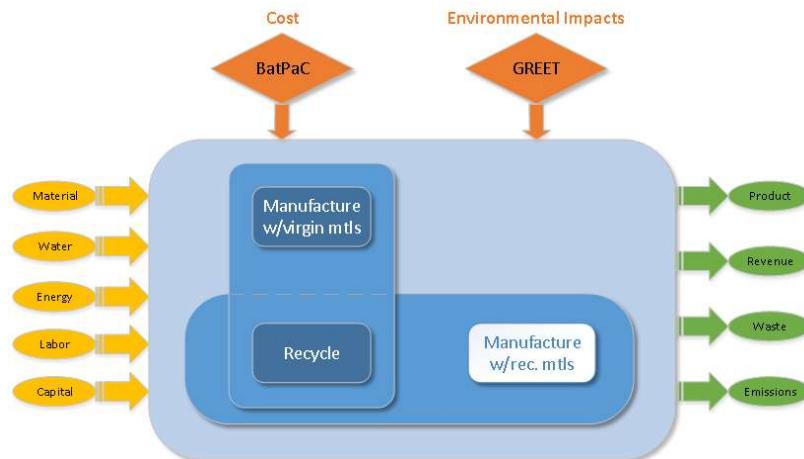 Cost
Environmental Impacts
BatPaC
GREET
Material
Water
Energy
Labor
Capital
Manufacture
w/virgin mtls
Recycle
Manufacture
w/rec. mtls
Product
Revenue
Waste
Emissions